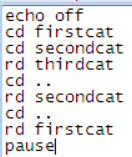 echo off
cd firstcat
cd secondcat
rd thirdcat
cd ..
rd secondcat
cd ..
rd firstcat
pause